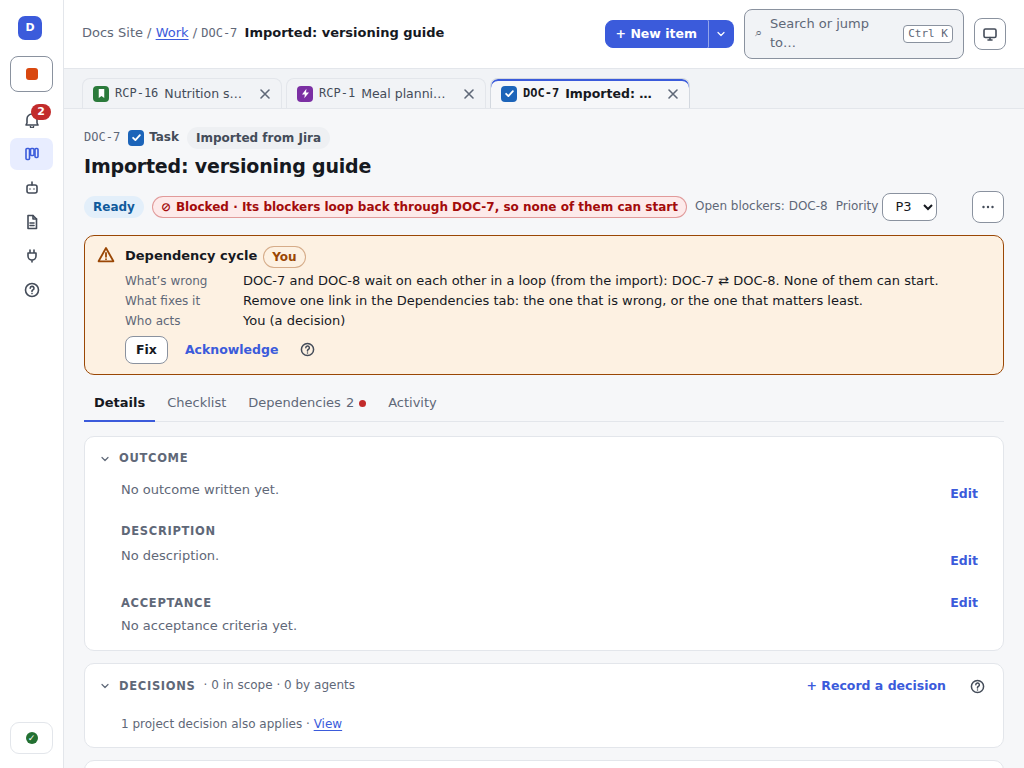 D
Docs Site / Work / DOC-7 Imported: versioning guide
+ New item
Search or jump to…
Ctrl K
2
RCP-16 Nutrition s…
RCP-1 Meal planni…
DOC-7 Imported: …
DOC-7 Task Imported from Jira
Imported: versioning guide
Ready
Blocked · Its blockers loop back through DOC-7, so none of them can start
Open blockers: DOC-8 Priority P3
Dependency cycle You
What's wrong DOC-7 and DOC-8 wait on each other in a loop (from the import): DOC-7 ⇄ DOC-8. None of them can start.
What fixes it Remove one link in the Dependencies tab: the one that is wrong, or the one that matters least.
Who acts You (a decision)
Fix Acknowledge
Details Checklist Dependencies 2 Activity
OUTCOME
No outcome written yet.
Edit
DESCRIPTION
No description.
Edit
ACCEPTANCE
Edit
No acceptance criteria yet.
DECISIONS · 0 in scope · 0 by agents
+ Record a decision
1 project decision also applies · View